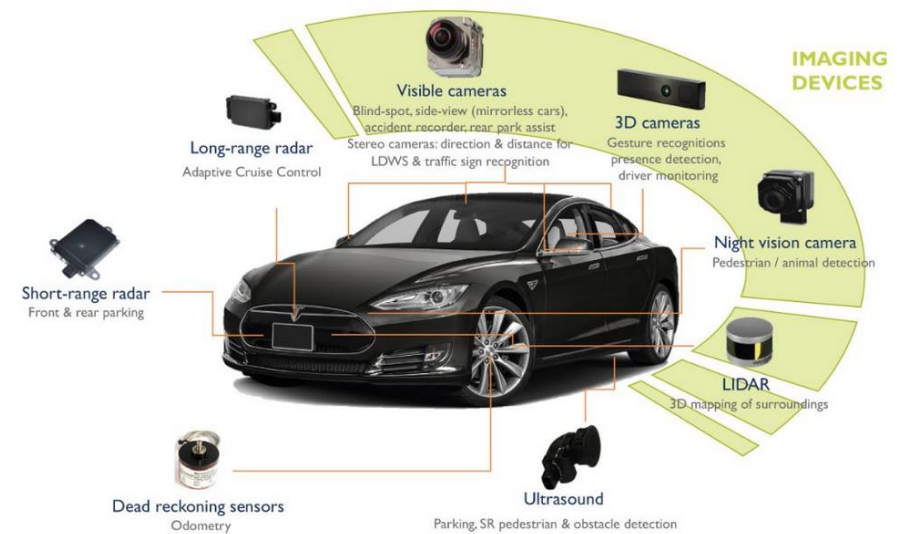 IMAGING
DEVICES
Visible cameras
Blind-spot, side-view (mirrorless cars),
accident recorder, rear park assist
Stereo cameras: direction & distance for
LDWS & traffic sign recognition
3D cameras
Gesture recognitions
presence detection,
driver monitoring
Long-range radar
Adaptive Cruise Control
Night vision camera
Pedestrian / animal detection
Short-range radar
Front & rear parking
LIDAR
3D mapping of surroundings
Dead reckoning sensors
Odometry
Ultrasound
Parking, SR pedestrian & obstacle detection